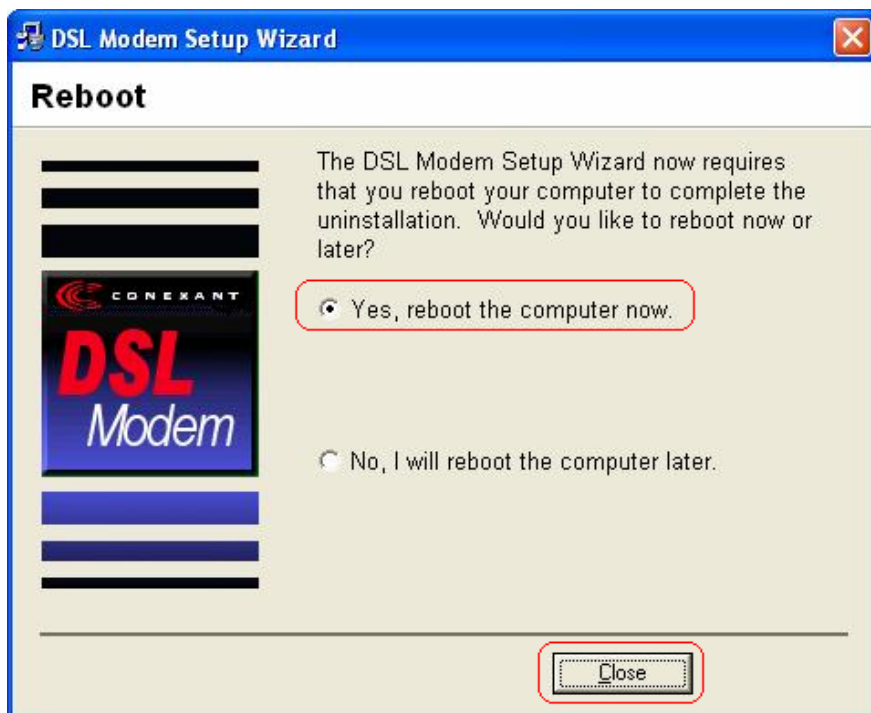 DSL Modem Setup Wizard
Reboot
The DSL Modem Setup Wizard now requires
that you reboot your computer to complete the
uninstallation. Would you like to reboot now or
later?
CONEXANT
DSL
Modem
Yes, reboot the computer now.
No, I will reboot the computer later.
Close